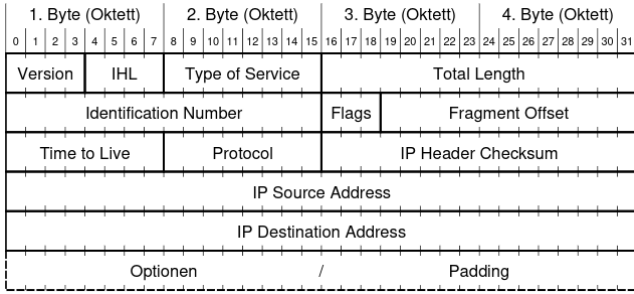 1. Byte (Oktett) 2. Byte (Oktett) 3. Byte (Oktett) 4. Byte (Oktett)
0 1 2 3 4 5 6 7 8 9 10 11 12 13 14 15 16 17 18 19 20 21 22 23 24 25 26 27 28 29 30 31
Version IHL Type of Service Total Length
Identification Number Flags Fragment Offset
Time to Live Protocol IP Header Checksum
IP Source Address
IP Destination Address
Optionen / Padding